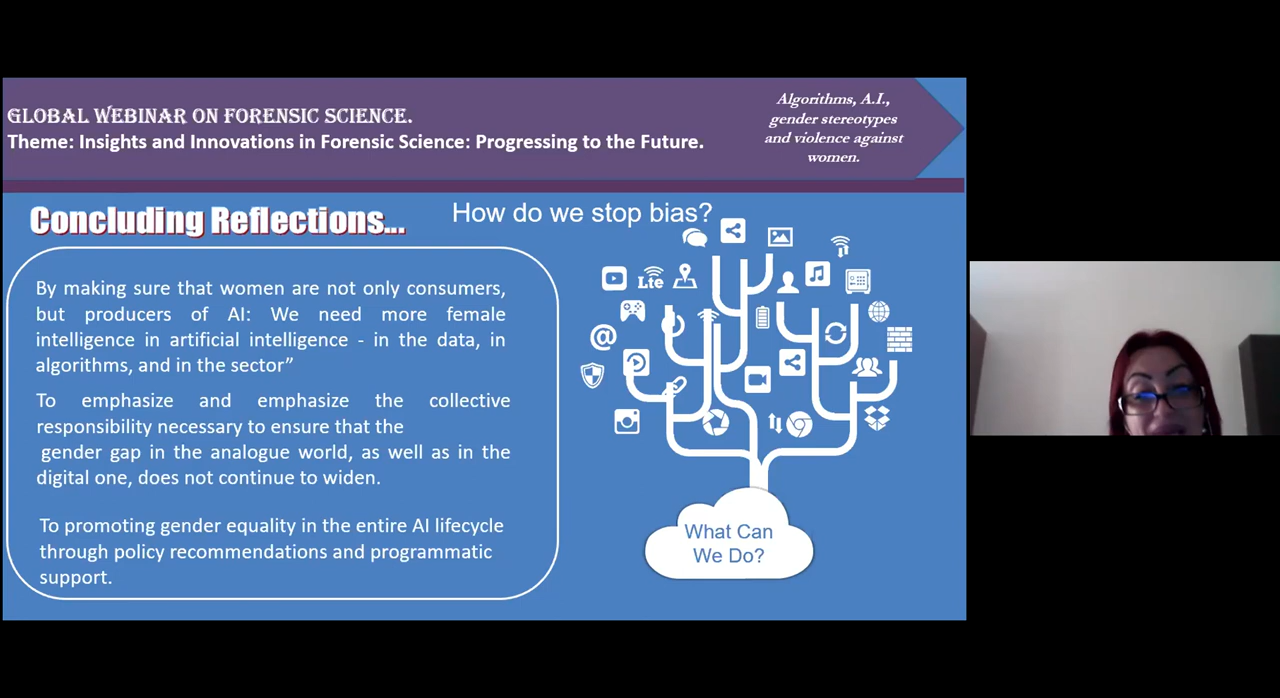 GLOBAL WEBINAR ON FORENSIC SCIENCE.
Theme: Insights and Innovations in Forensic Science: Progressing to the Future.
Algorithms, A.I.,
gender stereotypes
and violence against
women.
Concluding Reflections...
How do we stop bias?
By making sure that women are not only consumers,
but producers of AI: We need more female
intelligence in artificial intelligence - in the data, in
algorithms, and in the sector”
To emphasize and emphasize the collective
responsibility necessary to ensure that the
gender gap in the analogue world, as well as in the
digital one, does not continue to widen.
To promoting gender equality in the entire AI lifecycle
through policy recommendations and programmatic
support.
Lte
@
What Can
We Do?